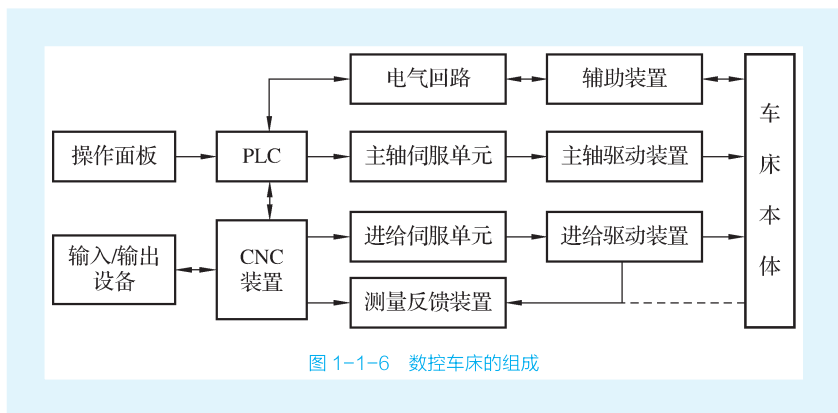 电气回路
辅助装置
车床本体
操作面板
PLC
主轴伺服单元
主轴驱动装置
输入/输出
设备
CNC
装置
进给伺服单元
进给驱动装置
测量反馈装置
图 1-1-6 数控车床的组成